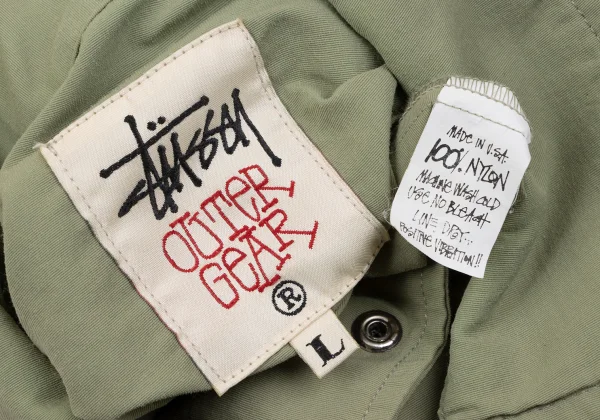 Stüssy
OUTER
GEAR
®
L
MADE IN U.S.A.
100% NYLON
MACHINE WASH COLD
USE NO BLEACH
LINE DRY...
POSITIVE VIBRATION!!